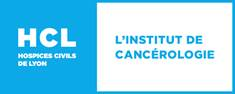 HCL
HOSPICES CIVILS
DE LYON
L'INSTITUT DE
CANCÉROLOGIE